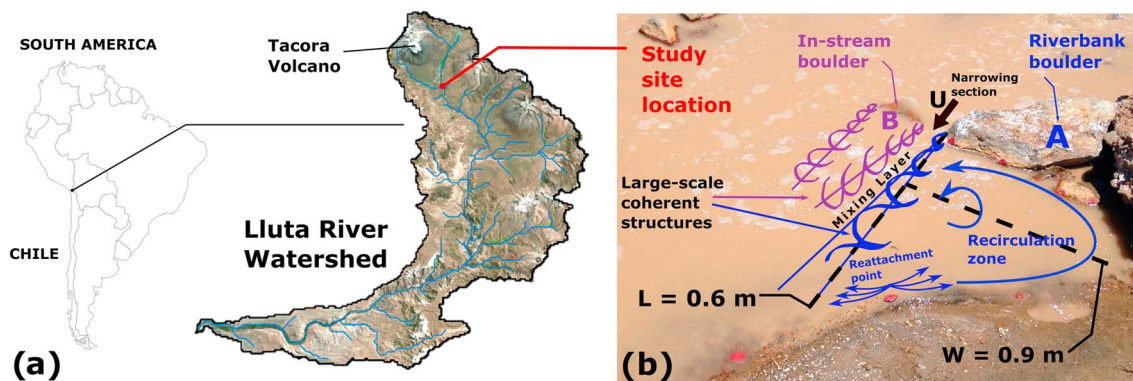 SOUTH AMERICA
CHILE
Tacora
Volcano
Study
site
location
Lluta River
Watershed
(a)
In-stream
boulder
Riverbank
boulder
Narrowing
section
U
B
A
Large-scale
coherent
structures
Mixing Layer
Recirculation
zone
Reattachment
point
L = 0.6 m
W = 0.9 m
(b)